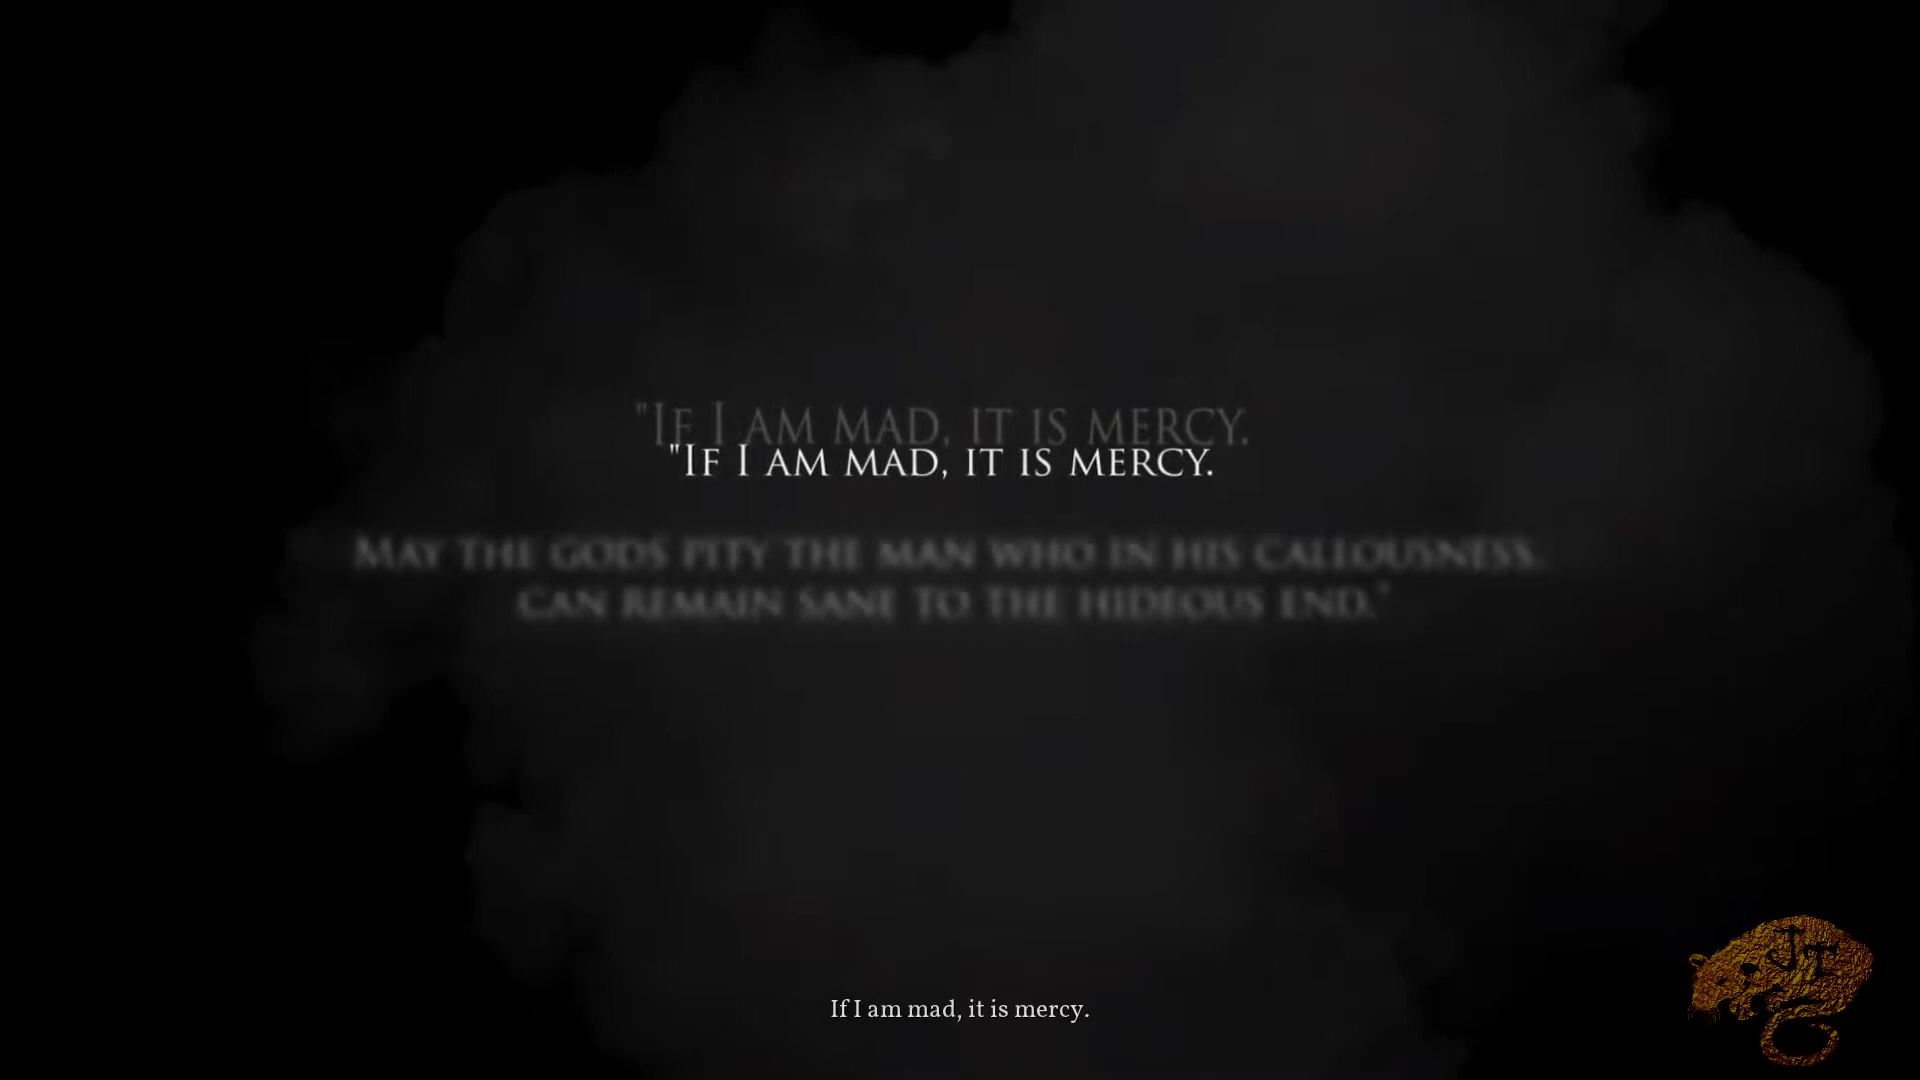 "If I am mad, it is mercy.
"If I am mad, it is mercy.
May the gods pity the man who in his callousness
can remain sane to the hideous end."
If I am mad, it is mercy.
JT